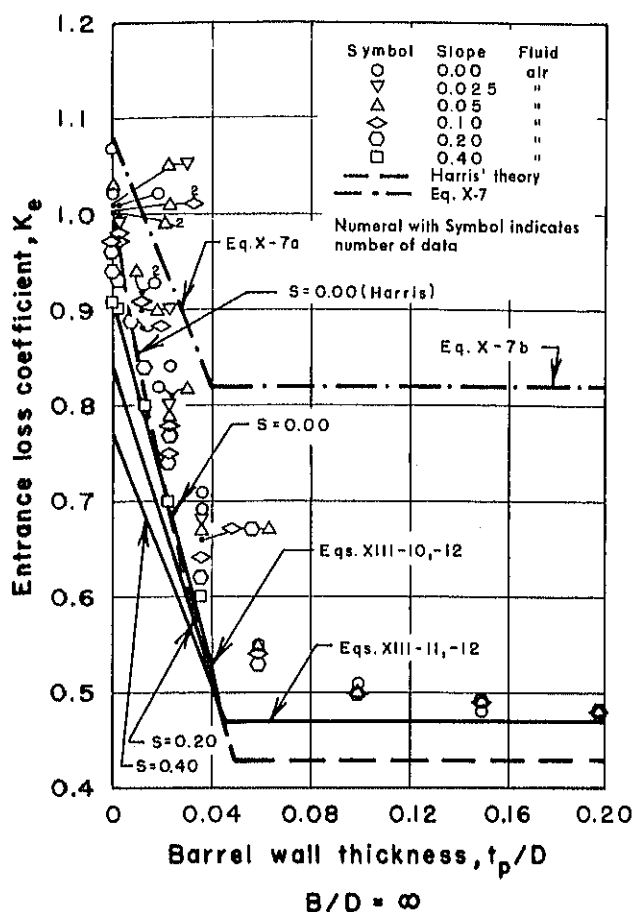 Entrance loss coefficient, Ke
1.2
1.1
1.0
0.9
0.8
0.7
0.6
0.5
0.4
Symbol Slope Fluid
0.00 air
0.025 "
0.05 "
0.10 "
0.20 "
0.40 "
Harris' theory
Eq. X-7
Numeral with Symbol indicates
number of data
2
2
2
Eq. X-7a
S=0.00 (Harris)
Eq. X-7b
S=0.00
Eqs. XIII-10,-12
Eqs. XIII-11,-12
S=0.20
S=0.40
0 0.04 0.08 0.12 0.16 0.20
Barrel wall thickness, tp/D
B/D = ∞